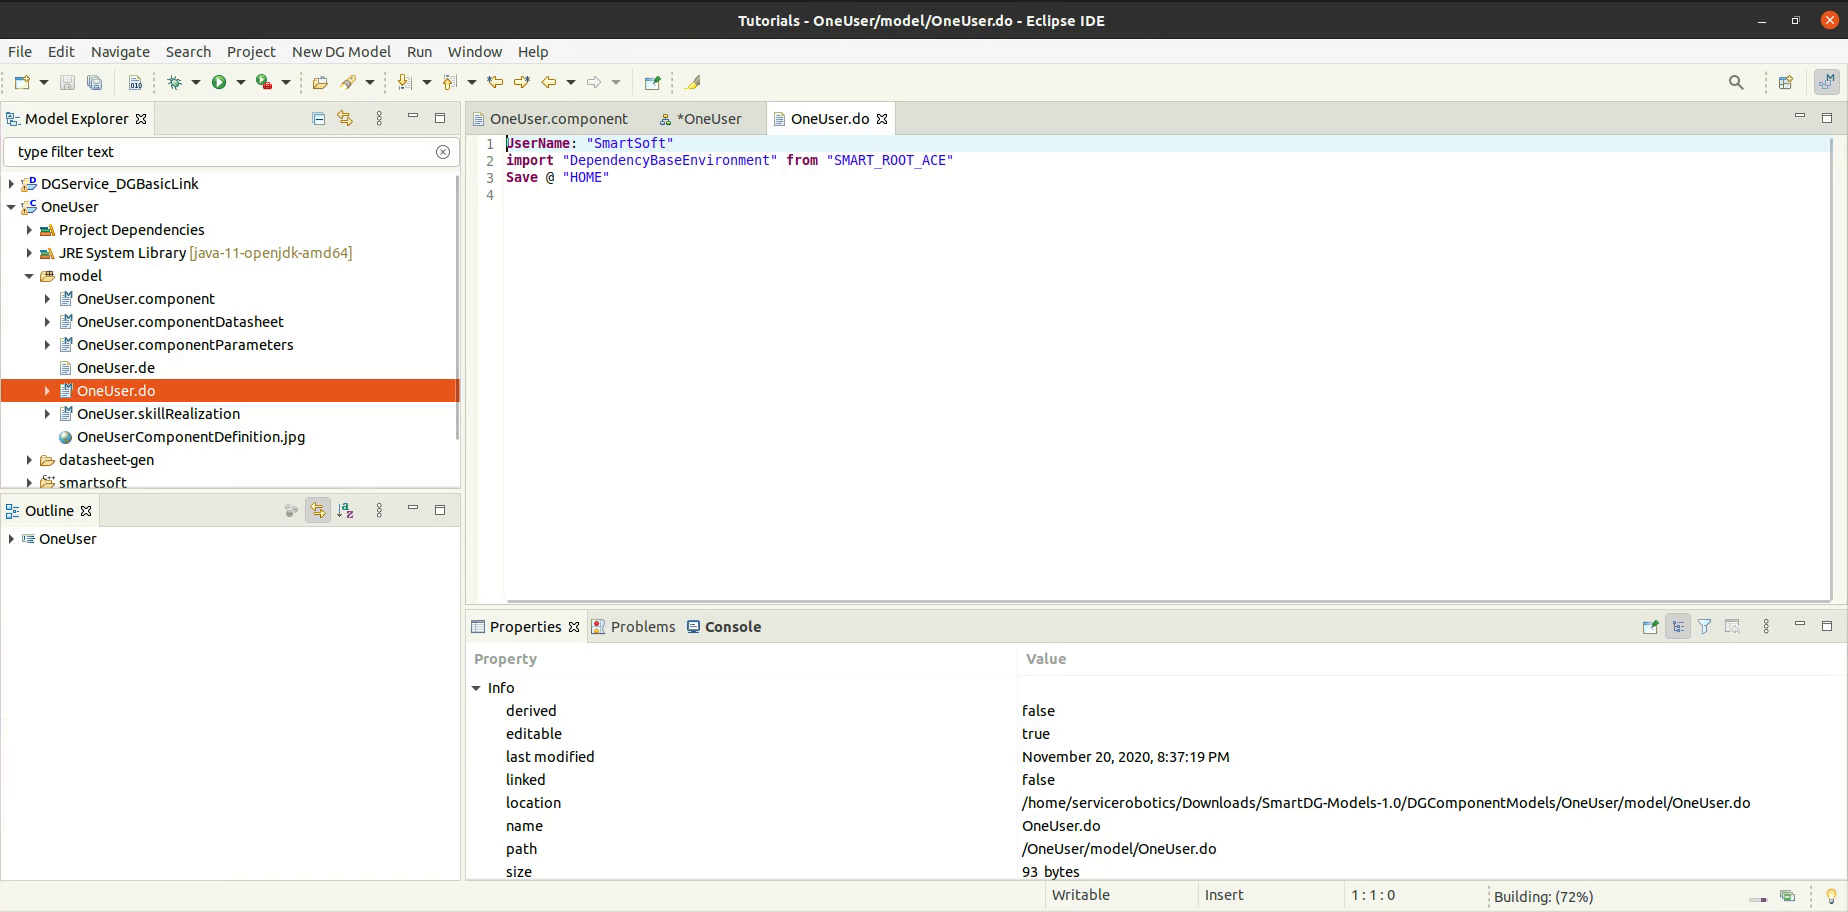 Tutorials - OneUser/model/OneUser.do - Eclipse IDE
File Edit Navigate Search Project New DG Model Run Window Help
Model Explorer
type filter text
DGService_DGBasicLink
OneUser
Project Dependencies
JRE System Library [java-11-openjdk-amd64]
model
OneUser.component
OneUser.componentDatasheet
OneUser.componentParameters
OneUser.de
OneUser.do
OneUser.skillRealization
OneUserComponentDefinition.jpg
datasheet-gen
smartsoft
Outline
OneUser
OneUser.component *OneUser OneUser.do
1 UserName: "SmartSoft"
2 import "DependencyBaseEnvironment" from "SMART_ROOT_ACE"
3 Save @ "HOME"
4
Properties Problems Console
Property Value
Info
derived false
editable true
last modified November 20, 2020, 8:37:19 PM
linked false
location /home/servicerobotics/Downloads/SmartDG-Models-1.0/DGComponentModels/OneUser/model/OneUser.do
name OneUser.do
path /OneUser/model/OneUser.do
size 93 bytes
Writable Insert 1 : 1 : 0 Building: (72%)